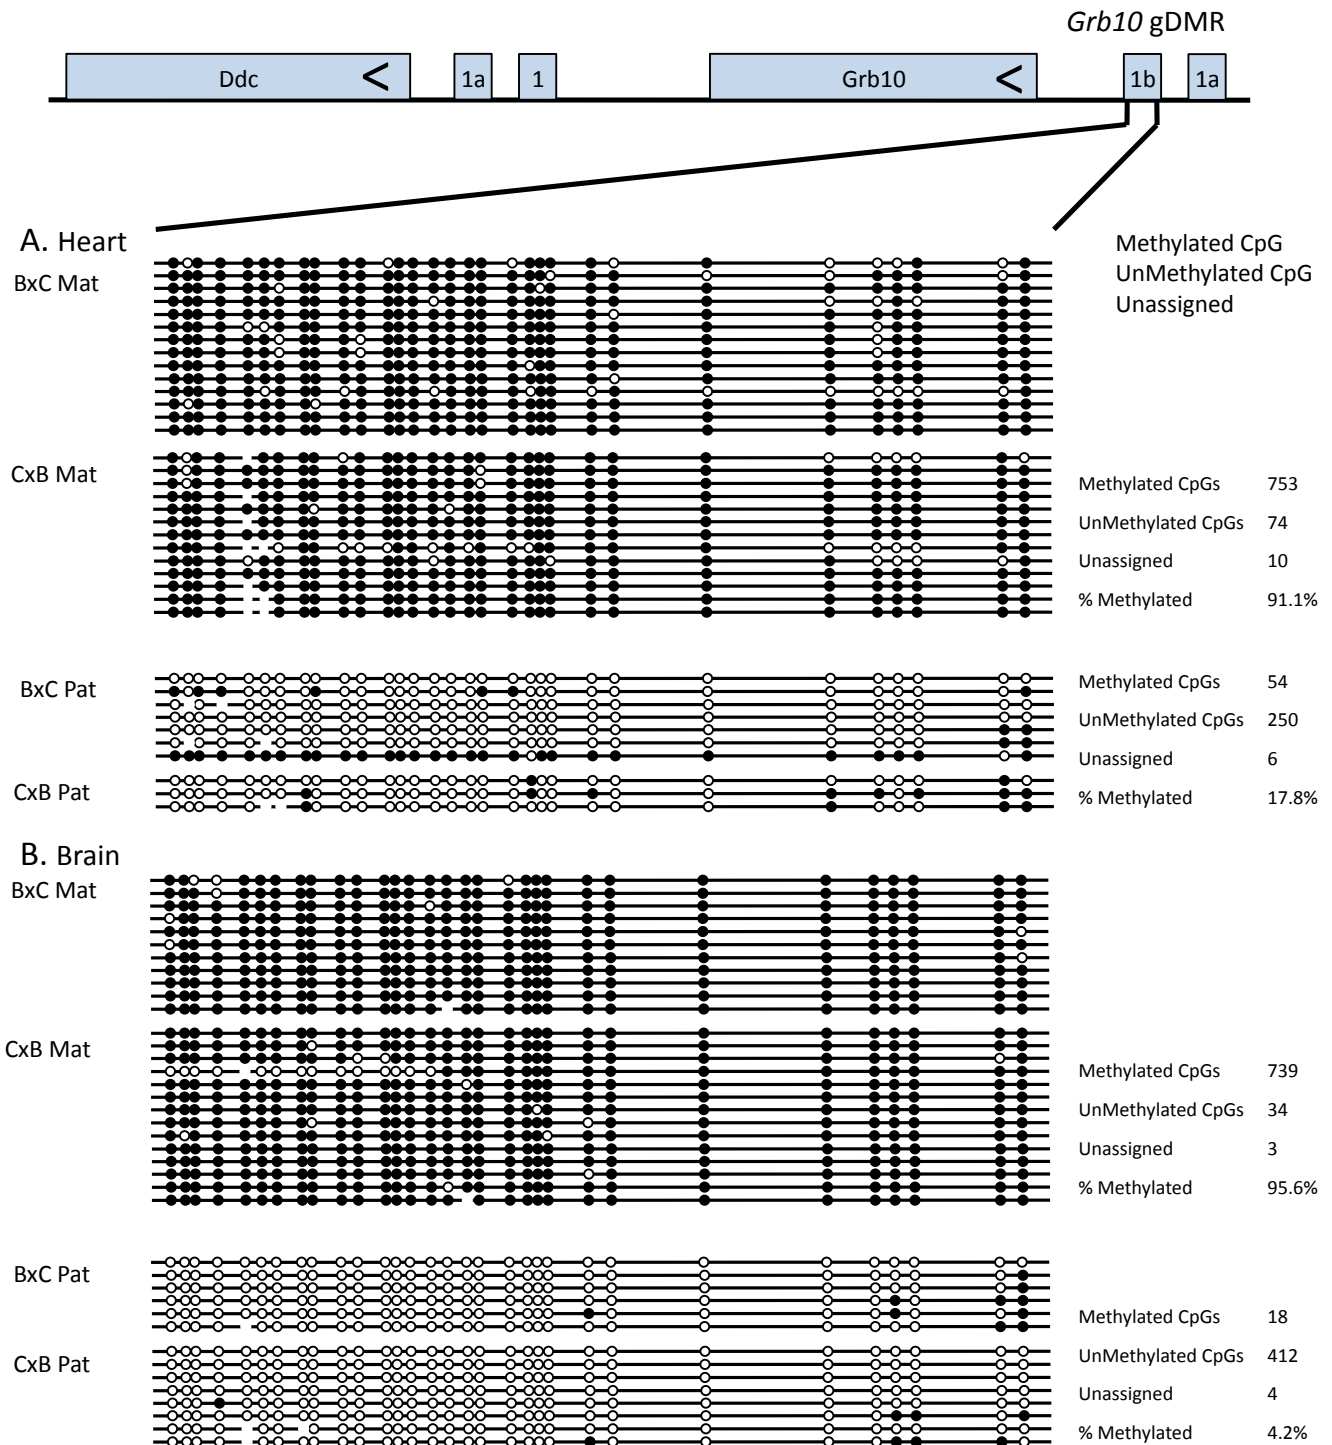 Grb10 gDMR
Ddc < 1a 1 Grb10 < 1b 1a
A. Heart
Methylated CpG
UnMethylated CpG
Unassigned
BxC Mat
CxB Mat
Methylated CpGs 753
UnMethylated CpGs 74
Unassigned 10
% Methylated 91.1%
BxC Pat
Methylated CpGs 54
UnMethylated CpGs 250
Unassigned 6
CxB Pat
% Methylated 17.8%
B. Brain
BxC Mat
CxB Mat
Methylated CpGs 739
UnMethylated CpGs 34
Unassigned 3
% Methylated 95.6%
BxC Pat
Methylated CpGs 18
CxB Pat
UnMethylated CpGs 412
Unassigned 4
% Methylated 4.2%